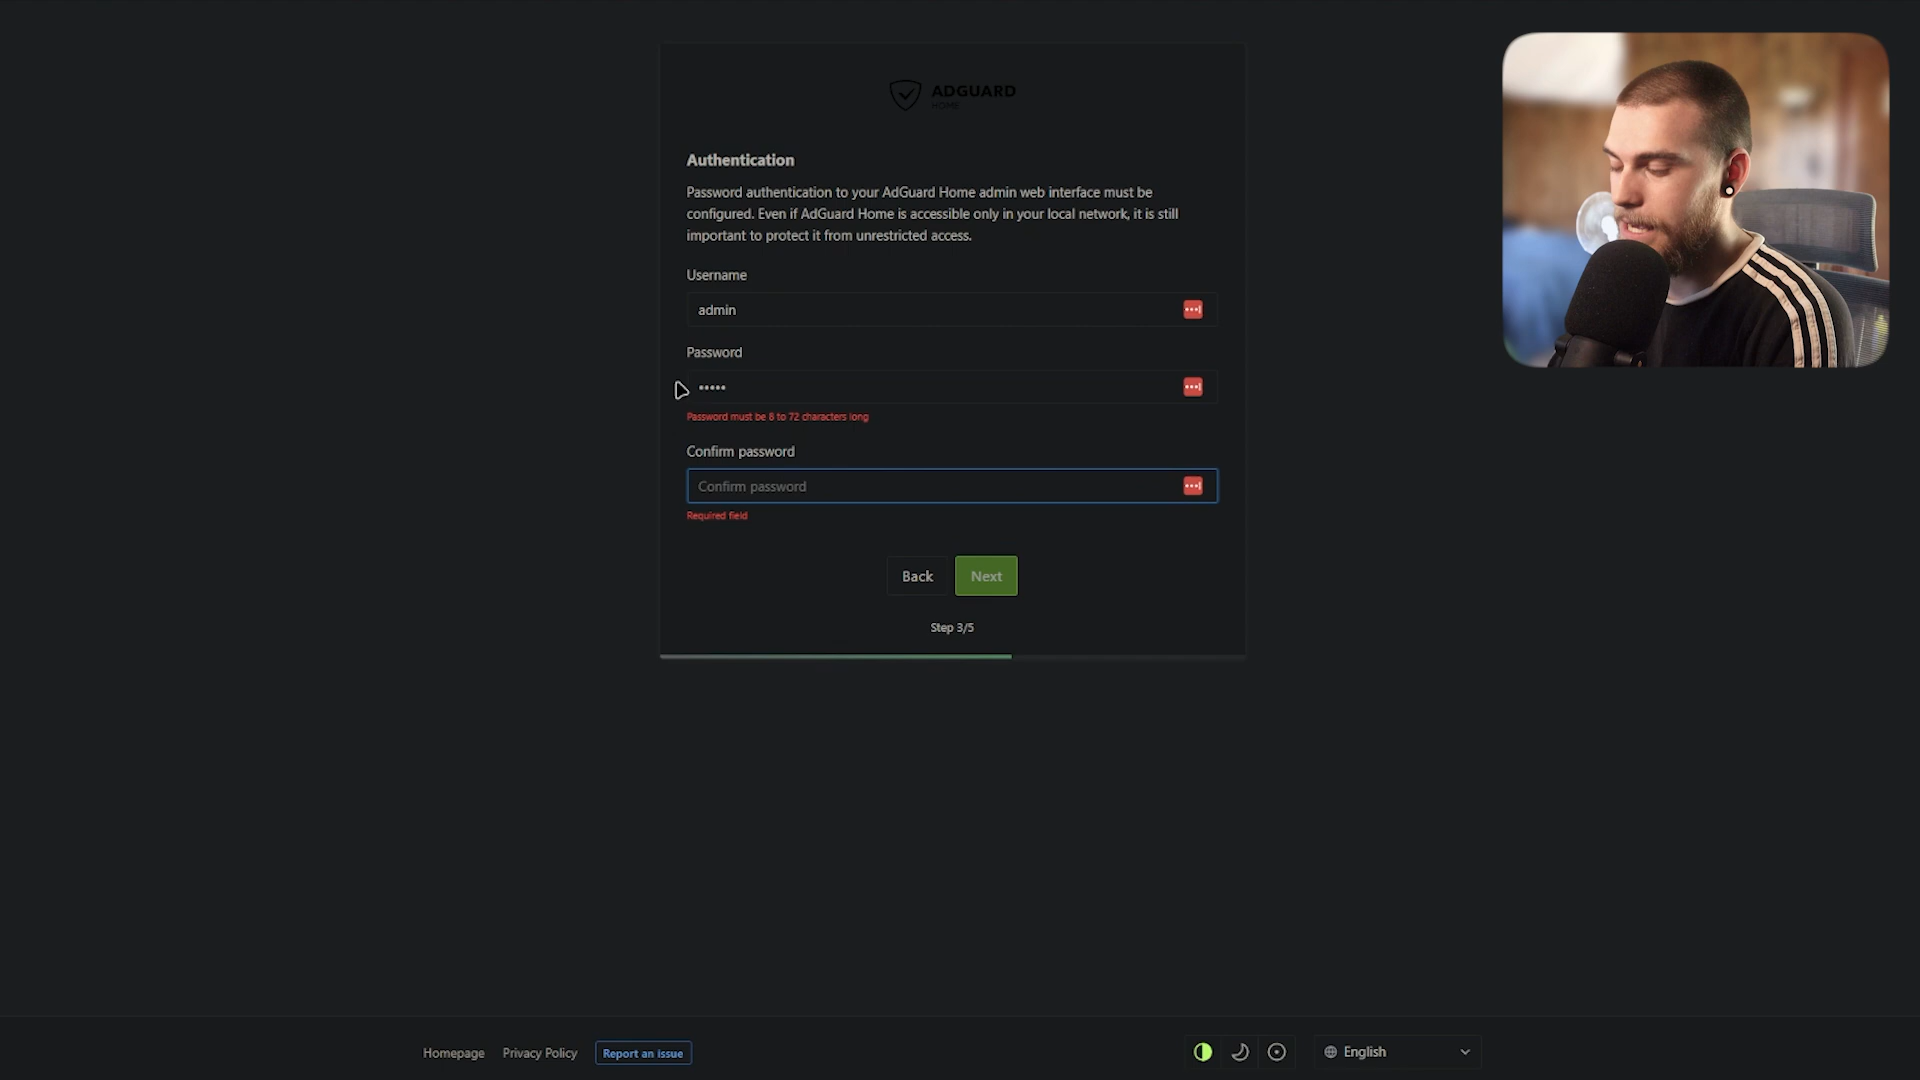 ADGUARD
HOME
Authentication
Password authentication to your AdGuard Home admin web interface must be
configured. Even if AdGuard Home is accessible only in your local network, it is still
important to protect it from unrestricted access.
Username
admin
Password
•••••
Password must be 8 to 72 characters long
Confirm password
Confirm password
Required field
Back
Next
Step 3/5
Homepage
Privacy Policy
Report an issue
English